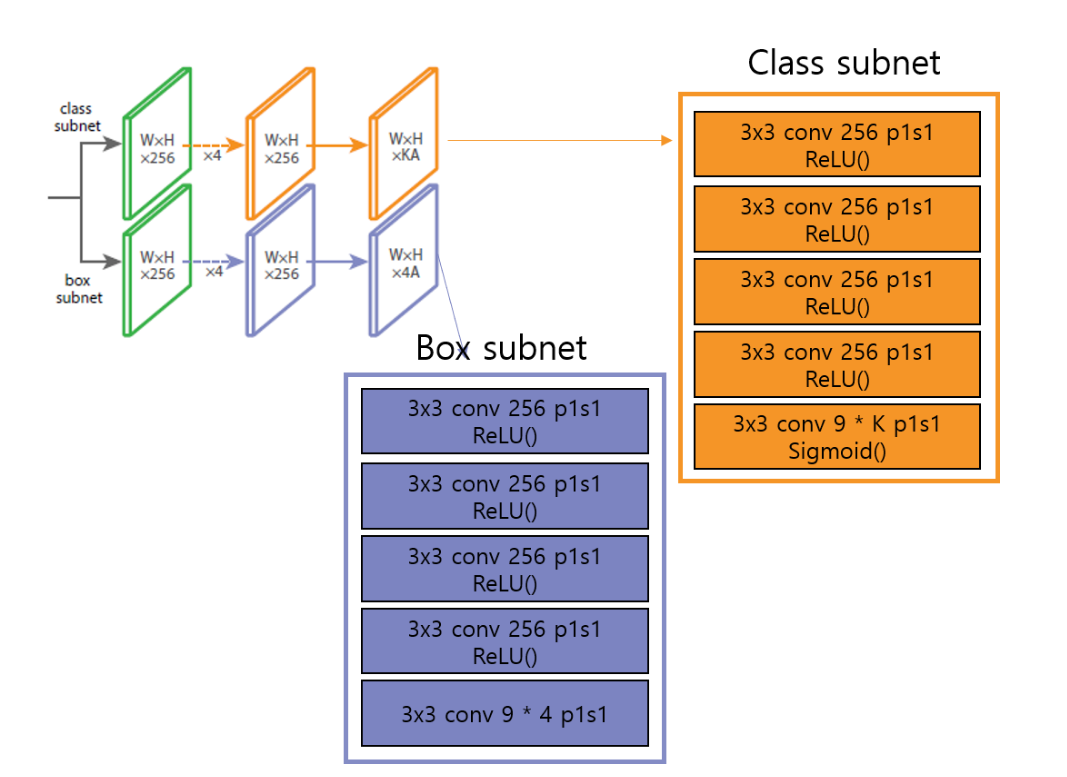 Class subnet
class
subnet
W×H
×256
×4
W×H
×256
W×H
×KA
box
subnet
W×H
×256
×4
W×H
×256
W×H
×4A
3x3 conv 256 p1s1
ReLU()
3x3 conv 256 p1s1
ReLU()
3x3 conv 256 p1s1
ReLU()
3x3 conv 256 p1s1
ReLU()
3x3 conv 9 * K p1s1
Sigmoid()
Box subnet
3x3 conv 256 p1s1
ReLU()
3x3 conv 256 p1s1
ReLU()
3x3 conv 256 p1s1
ReLU()
3x3 conv 256 p1s1
ReLU()
3x3 conv 9 * 4 p1s1